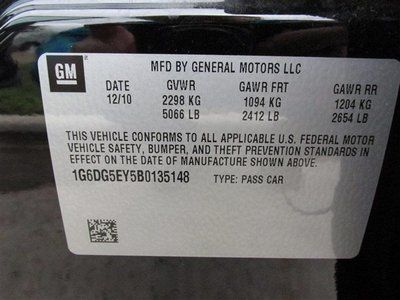 GM
MFD BY GENERAL MOTORS LLC
DATE GVWR GAWR FRT GAWR RR
12/10 2298 KG 1094 KG 1204 KG
5066 LB 2412 LB 2654 LB
THIS VEHICLE CONFORMS TO ALL APPLICABLE U.S. FEDERAL MOTOR
VEHICLE SAFETY, BUMPER, AND THEFT PREVENTION STANDARDS IN
EFFECT ON THE DATE OF MANUFACTURE SHOWN ABOVE.
1G6DG5EY5B0135148 TYPE: PASS CAR